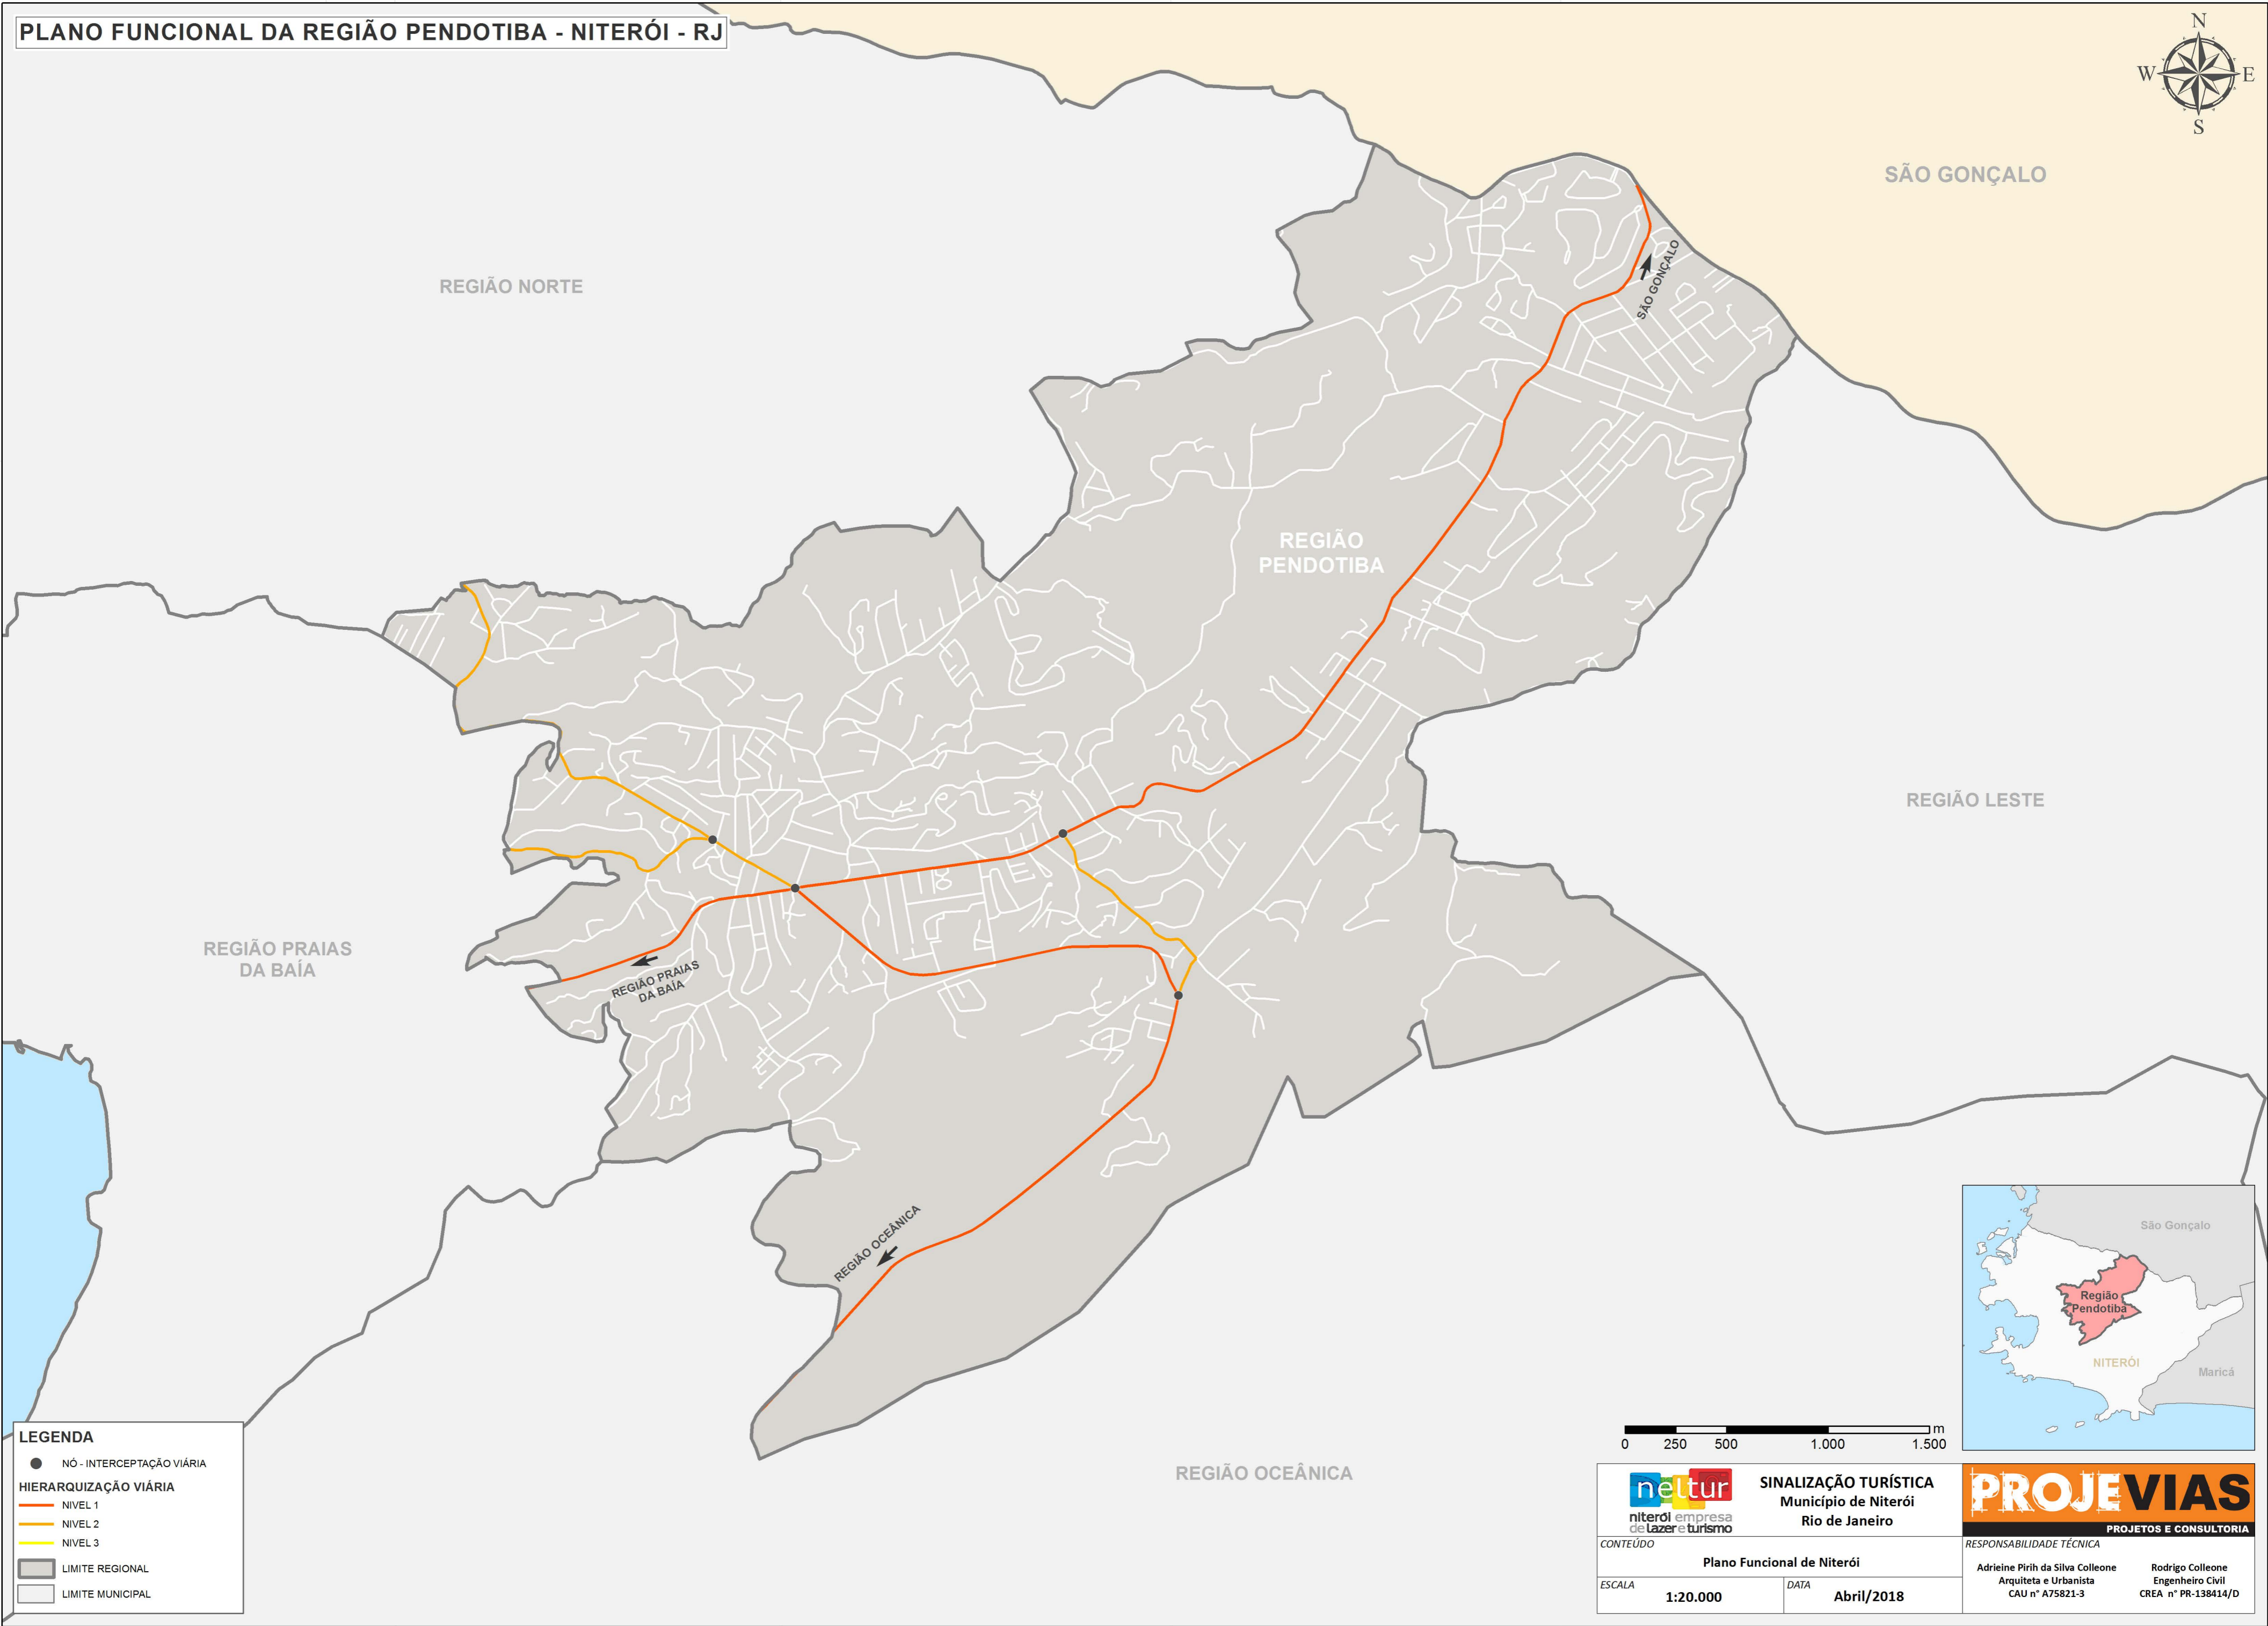 PLANO FUNCIONAL DA REGIÃO PENDOTIBA - NITERÓI - RJ
N
W
E
S
SÃO GONÇALO
REGIÃO NORTE
SÃO GONÇALO
REGIÃO
PENDOTIBA
REGIÃO LESTE
REGIÃO PRAIAS
DA BAÍA
REGIÃO PRAIAS
DA BAÍA
REGIÃO OCEÂNICA
REGIÃO OCEÂNICA
São Gonçalo
Região
Pendotiba
NITERÓI
Maricá
LEGENDA
NÓ - INTERCEPTAÇÃO VIÁRIA
HIERARQUIZAÇÃO VIÁRIA
NIVEL 1
NIVEL 2
NIVEL 3
LIMITE REGIONAL
LIMITE MUNICIPAL
m
0 250 500 1.000 1.500
neltur
niterói empresa
de lazer e turismo
SINALIZAÇÃO TURÍSTICA
Município de Niterói
Rio de Janeiro
PROJEVIAS
PROJETOS E CONSULTORIA
CONTEÚDO
Plano Funcional de Niterói
ESCALA
1:20.000
DATA
Abril/2018
RESPONSABILIDADE TÉCNICA
Adrieine Pirih da Silva Colleone
Arquiteta e Urbanista
CAU n° A75821-3
Rodrigo Colleone
Engenheiro Civil
CREA n° PR-138414/D